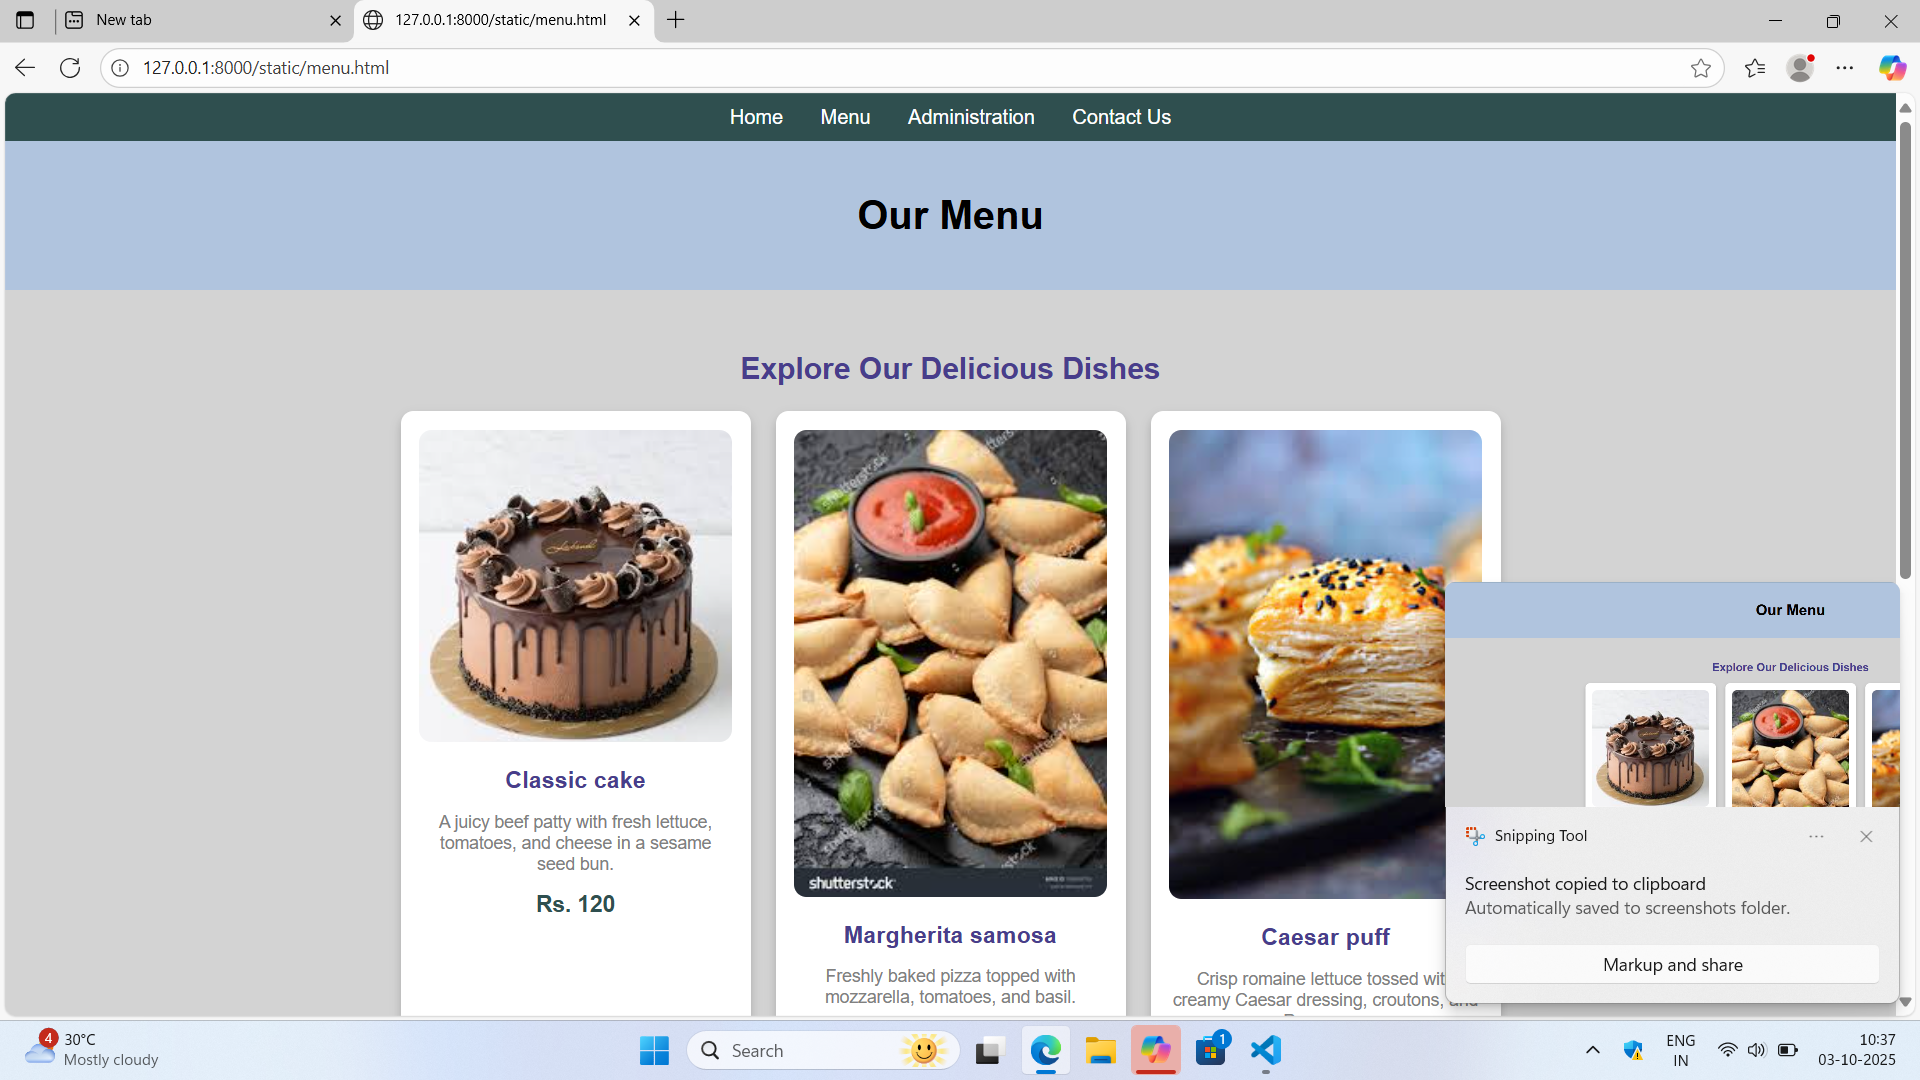 New tab
127.0.0.1:8000/static/menu.html
127.0.0.1:8000/static/menu.html
Home Menu Administration Contact Us
Our Menu
Explore Our Delicious Dishes
Classic cake
A juicy beef patty with fresh lettuce,
tomatoes, and cheese in a sesame
seed bun.
Rs. 120
shutterstock
Margherita samosa
Freshly baked pizza topped with
mozzarella, tomatoes, and basil.
Caesar puff
Crisp romaine lettuce tossed
creamy Caesar dressing, croutons, and
Our Menu
Explore Our Delicious Dishes
Snipping Tool
Screenshot copied to clipboard
Automatically saved to screenshots folder.
Markup and share
4
30°C
Mostly cloudy
Search
1
ENG
IN
10:37
03-10-2025